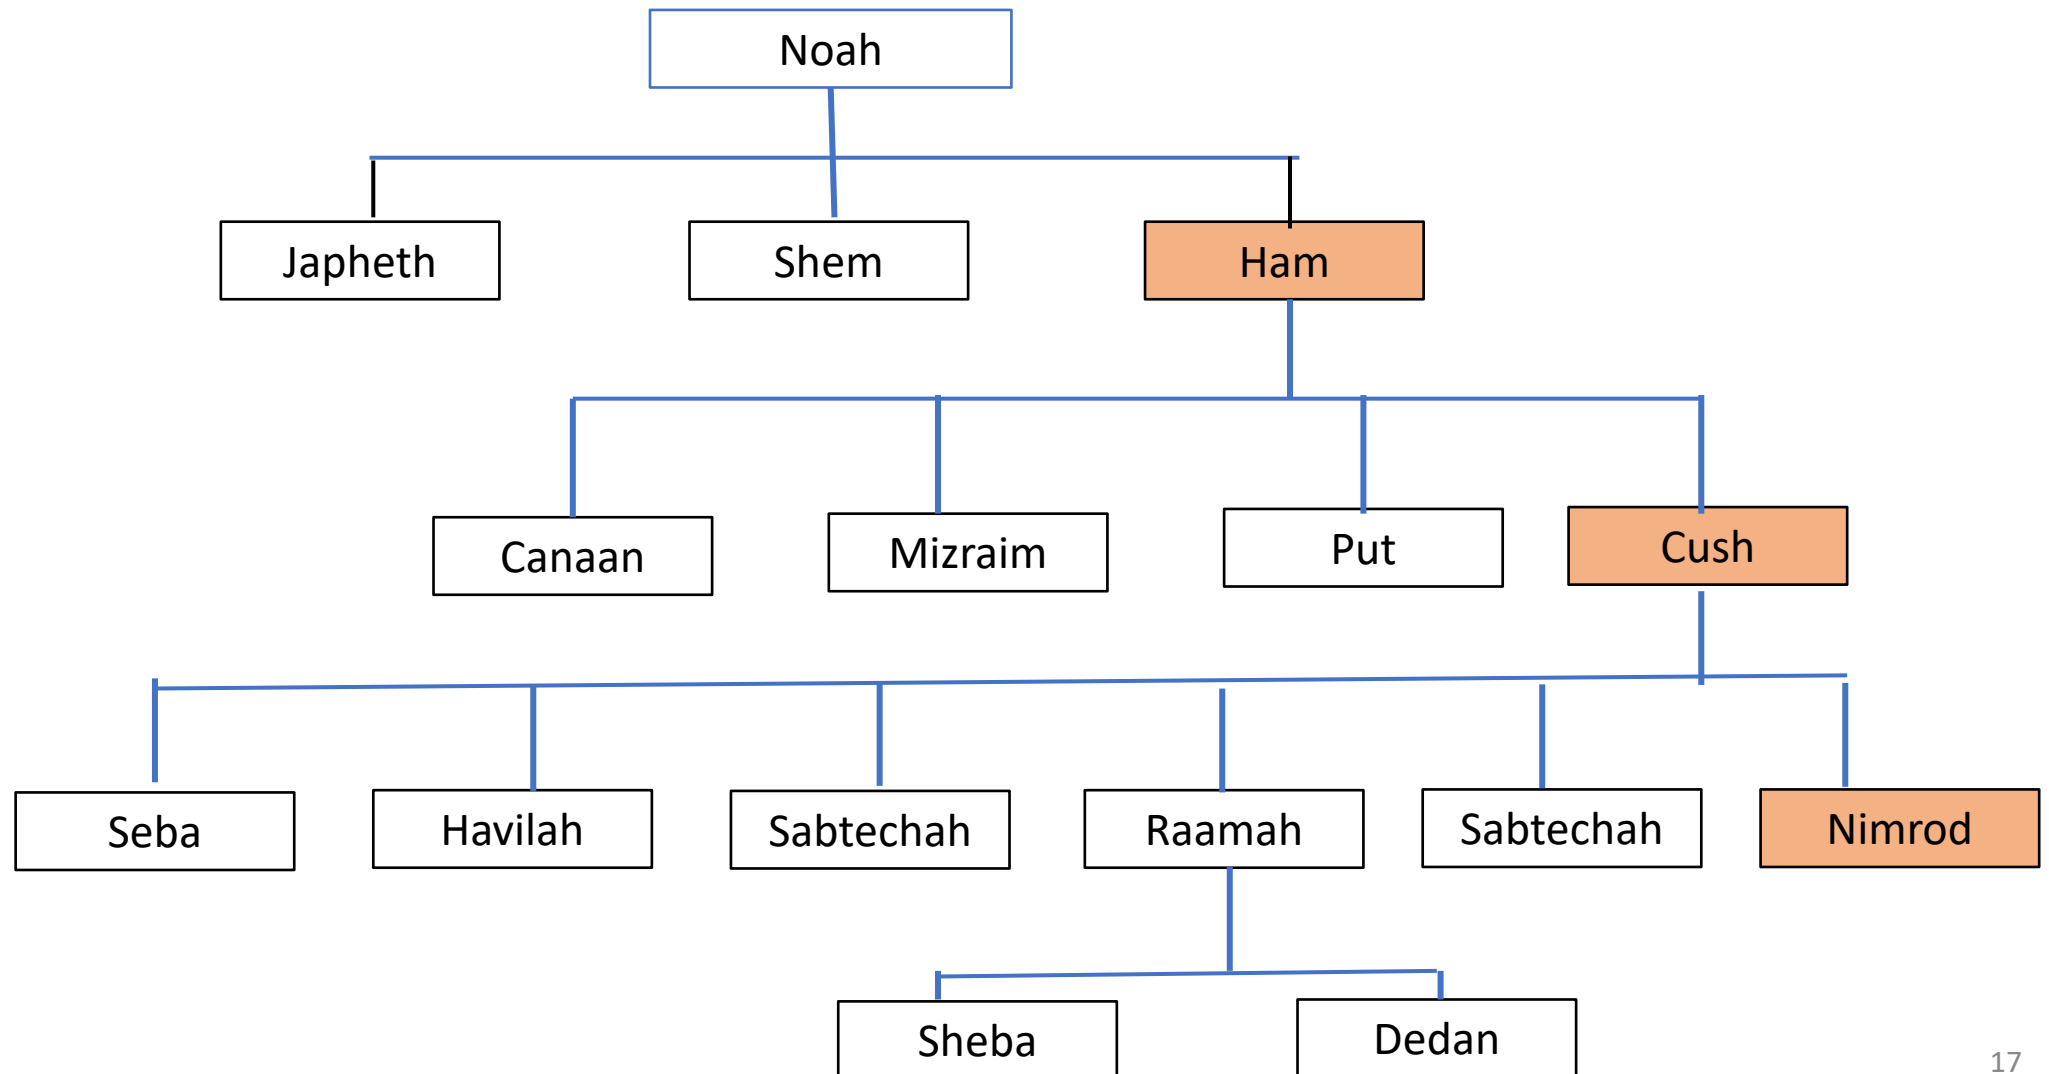 Noah
Japheth
Shem
Ham
Canaan
Mizraim
Put
Cush
Seba
Havilah
Sabtechah
Raamah
Sabtechah
Nimrod
Sheba
Dedan
17